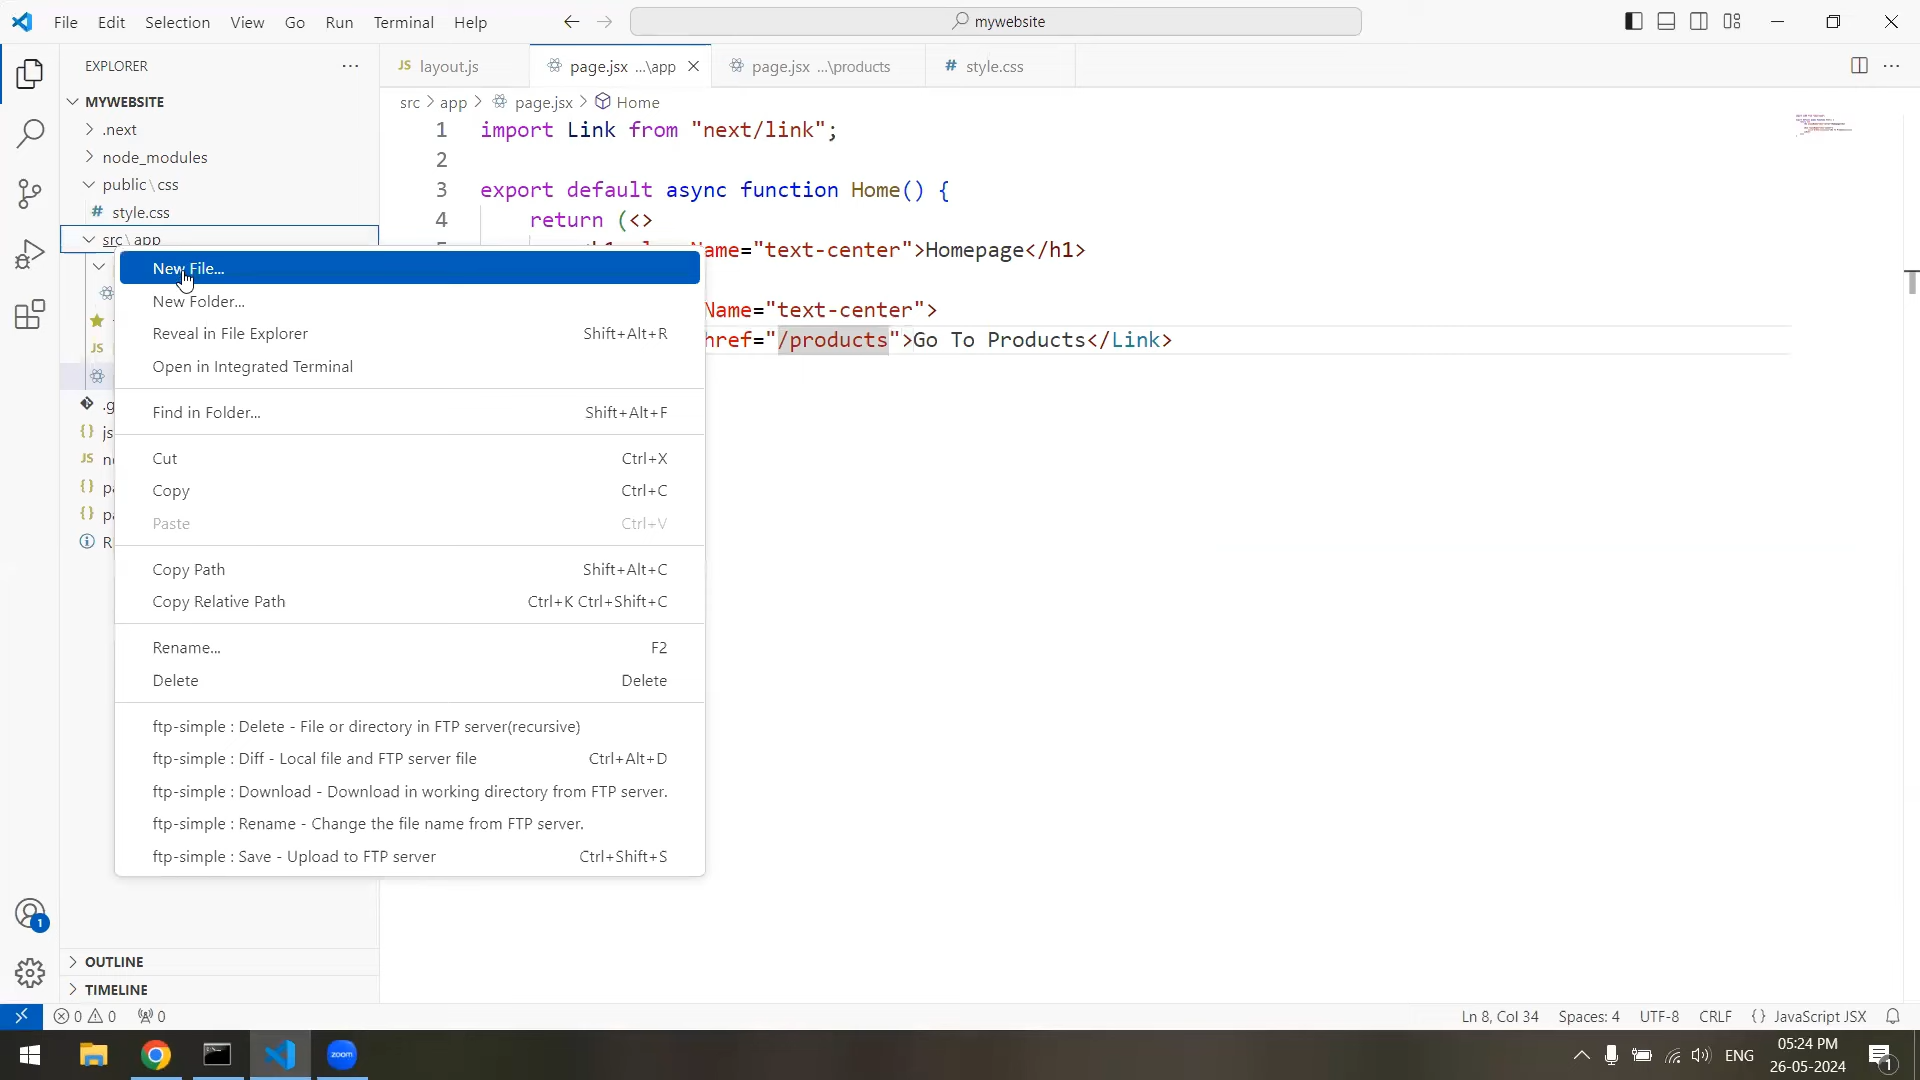 File Edit Selection View Go Run Terminal Help
mywebsite
EXPLORER
JS layout.js
page.jsx ...\app
page.jsx ...\products
# style.css
MYWEBSITE
.next
node_modules
public\css
# style.css
src\app
src > app > page.jsx > Home
1 import Link from "next/link";
2
3 export default async function Home() {
4 return (<>
Name="text-center">Homepage</h1>
Name="text-center">
href="/products">Go To Products</Link>
New File...
New Folder...
Reveal in File Explorer Shift+Alt+R
Open in Integrated Terminal
Find in Folder... Shift+Alt+F
Cut Ctrl+X
Copy Ctrl+C
Paste Ctrl+V
Copy Path Shift+Alt+C
Copy Relative Path Ctrl+K Ctrl+Shift+C
Rename... F2
Delete Delete
ftp-simple : Delete - File or directory in FTP server(recursive)
ftp-simple : Diff - Local file and FTP server file Ctrl+Alt+D
ftp-simple : Download - Download in working directory from FTP server.
ftp-simple : Rename - Change the file name from FTP server.
ftp-simple : Save - Upload to FTP server Ctrl+Shift+S
JS
.g
{} js
JS
{} pa
{} pa
R
1
OUTLINE
TIMELINE
0 0 0
Ln 8, Col 34 Spaces: 4 UTF-8 CRLF {} JavaScript JSX
zoom
ENG
05:24 PM
26-05-2024
1